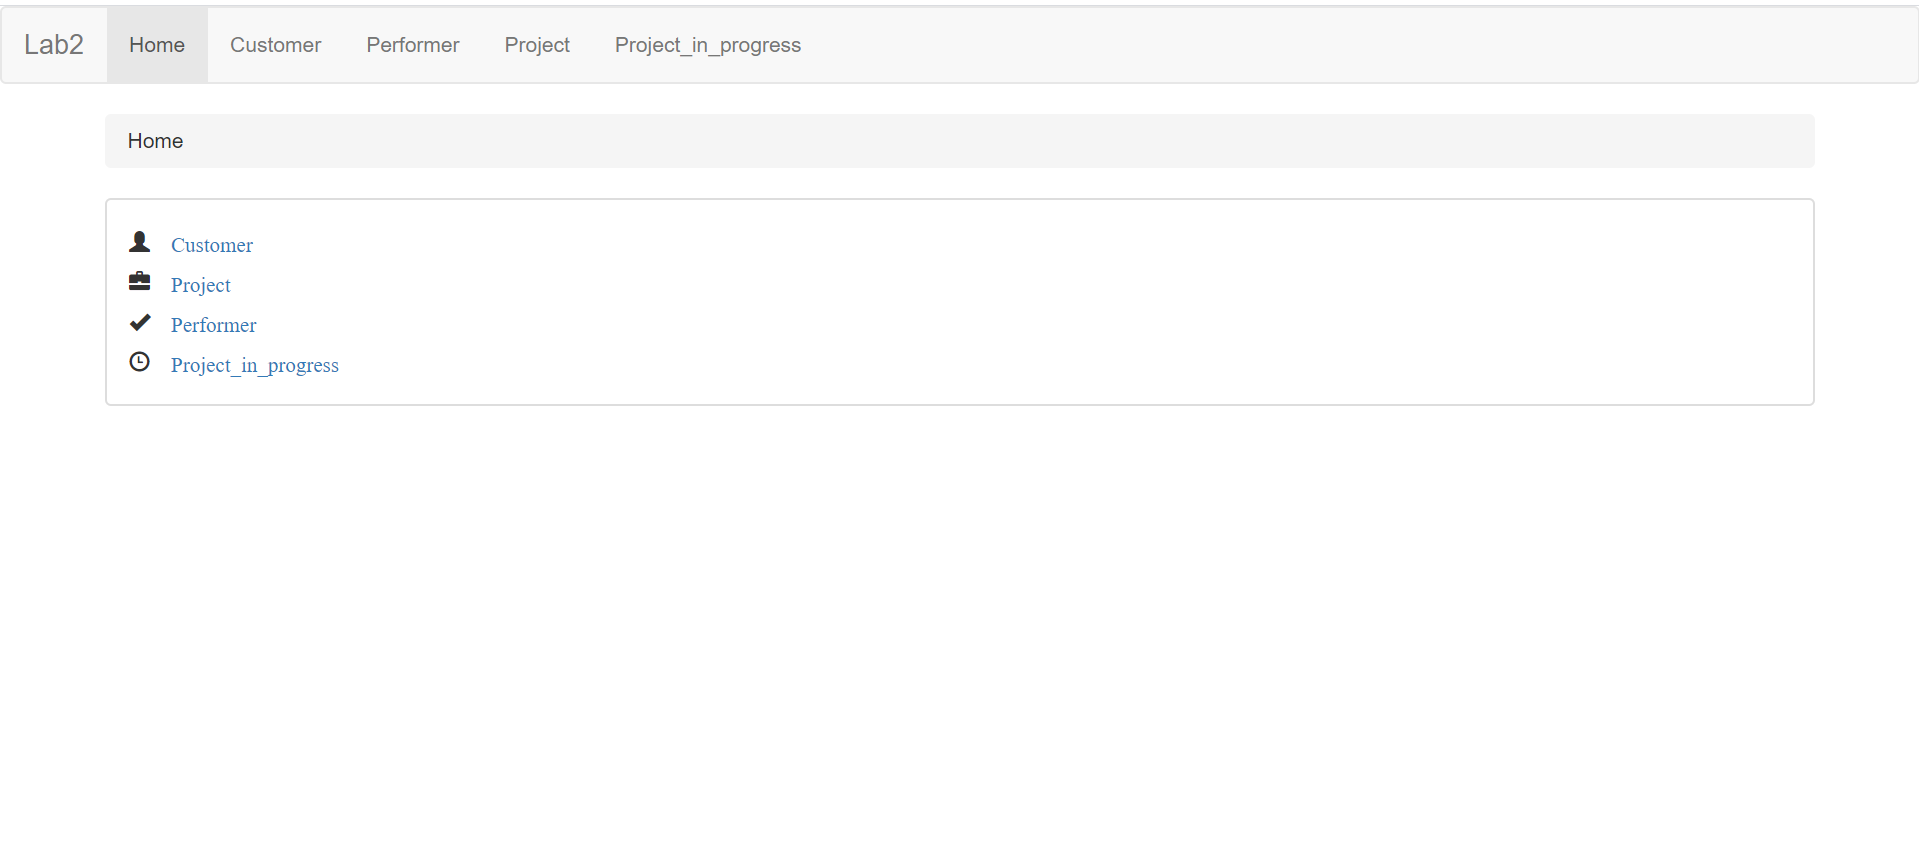 Lab2 Home Customer Performer Project Project_in_progress
Home
Customer
Project
Performer
Project_in_progress